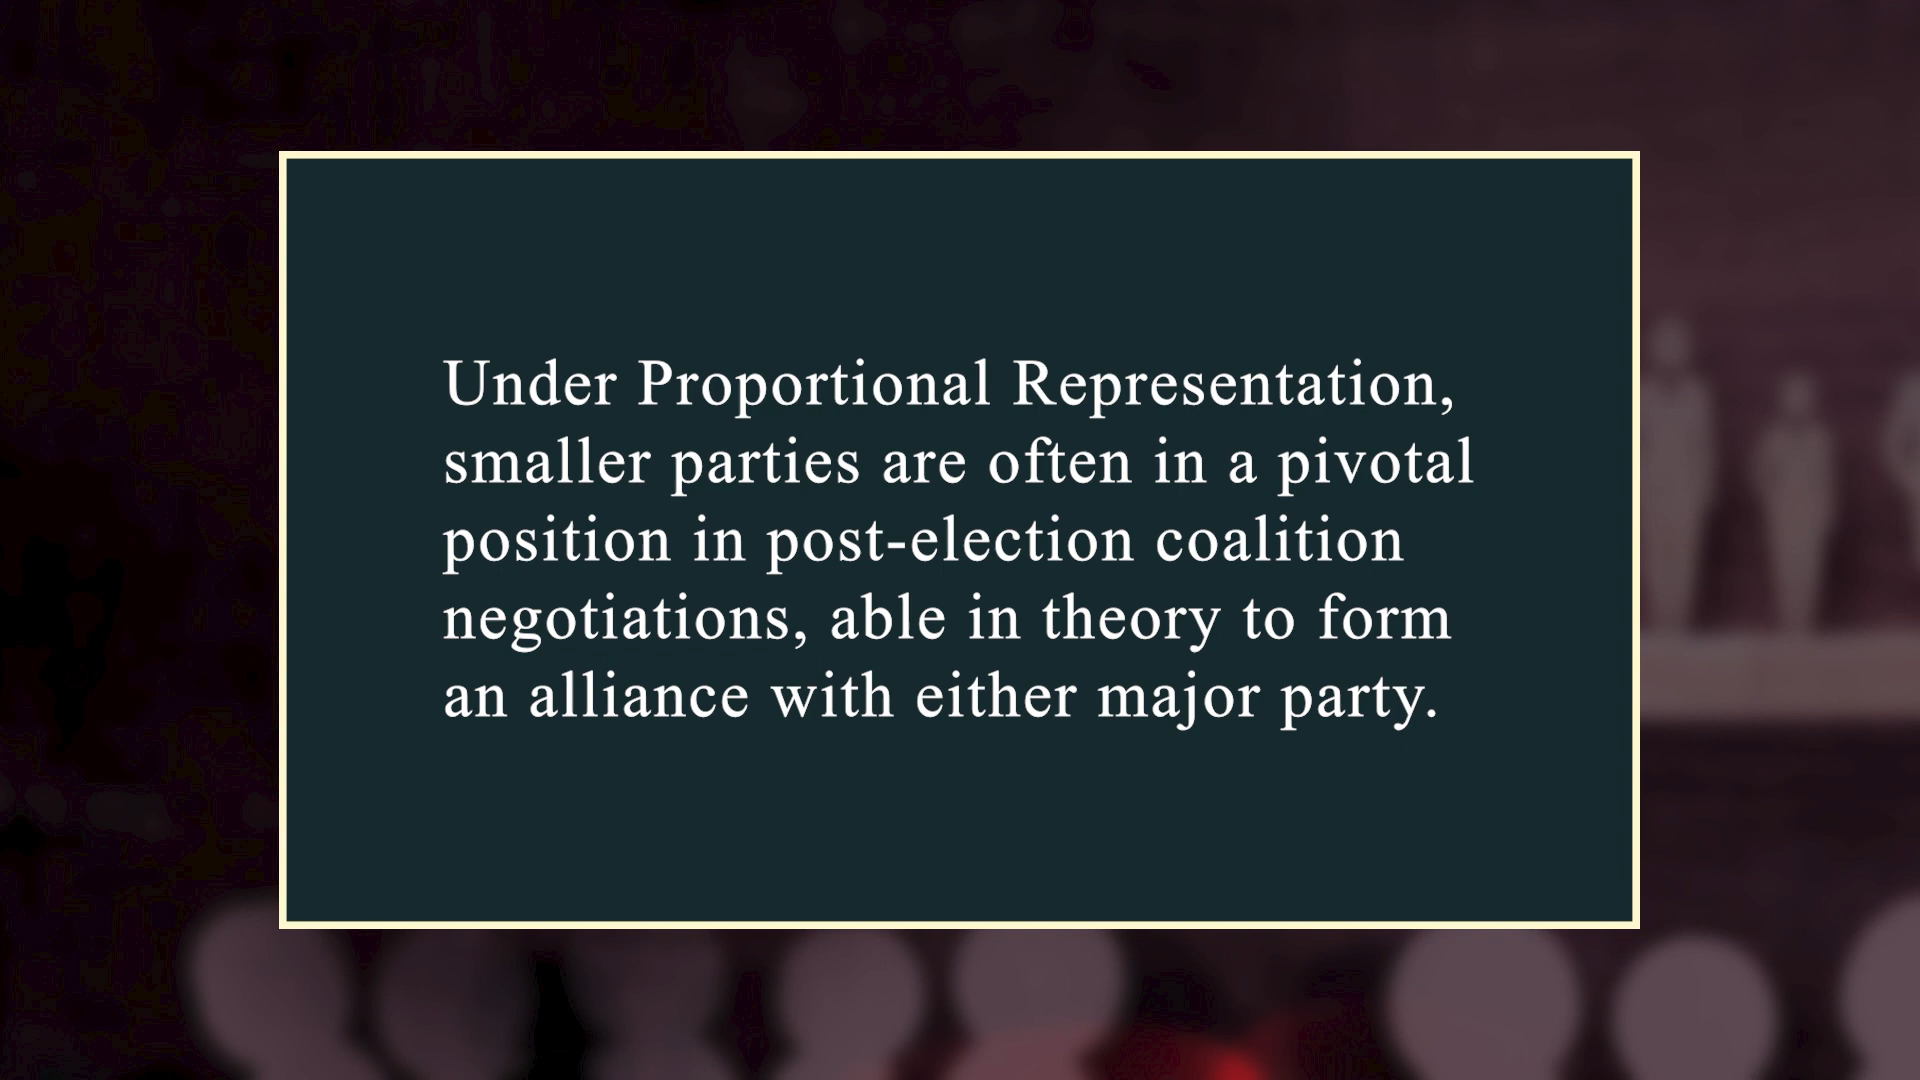 Under Proportional Representation,
smaller parties are often in a pivotal
position in post-election coalition
negotiations, able in theory to form
an alliance with either major party.